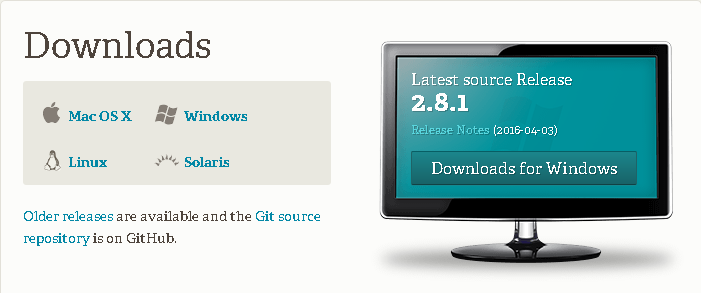 Downloads
Mac OS X
Windows
Linux
Solaris
Older releases are available and the Git source
repository is on GitHub.
Latest source Release
2.8.1
Release Notes (2016-04-03)
Downloads for Windows